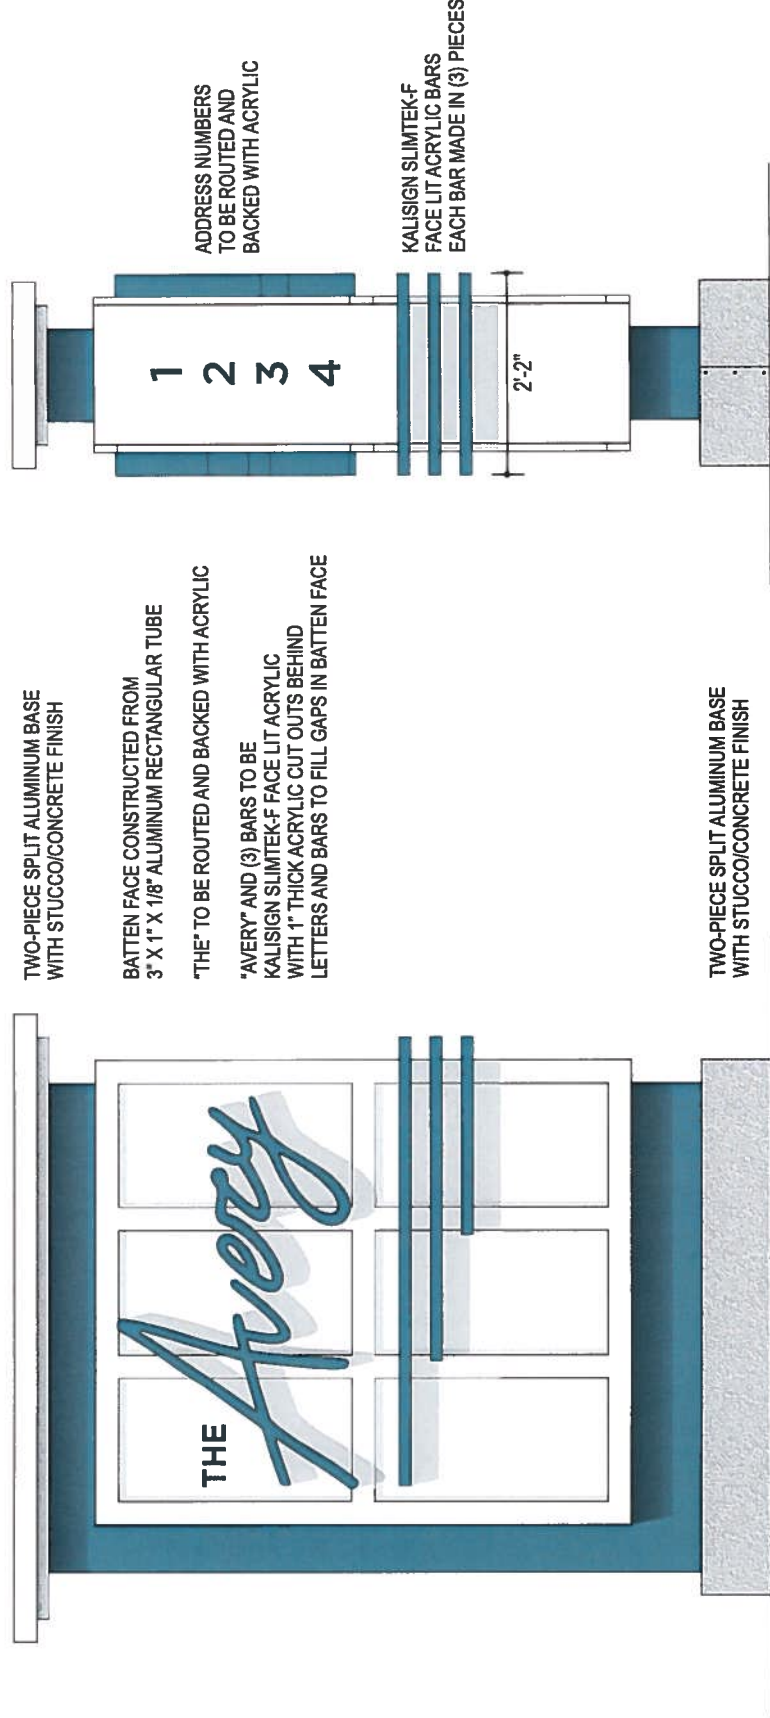 TWO-PIECE SPLIT ALUMINUM BASE
WITH STUCCO/CONCRETE FINISH
BATTEN FACE CONSTRUCTED FROM
3" X 1" X 1/8" ALUMINUM RECTANGULAR TUBE
"THE" TO BE ROUTED AND BACKED WITH ACRYLIC
"AVERY" AND (3) BARS TO BE
KALISIGN SLIMTEK-F FACE LIT ACRYLIC
WITH 1" THICK ACRYLIC CUT OUTS BEHIND
LETTERS AND BARS TO FILL GAPS IN BATTEN FACE
THE
Avery
TWO-PIECE SPLIT ALUMINUM BASE
WITH STUCCO/CONCRETE FINISH
ADDRESS NUMBERS
TO BE ROUTED AND
BACKED WITH ACRYLIC
1
2
3
4
KALISIGN SLIMTEK-F
FACE LIT ACRYLIC BARS
EACH BAR MADE IN (3) PIECES
2'-2"